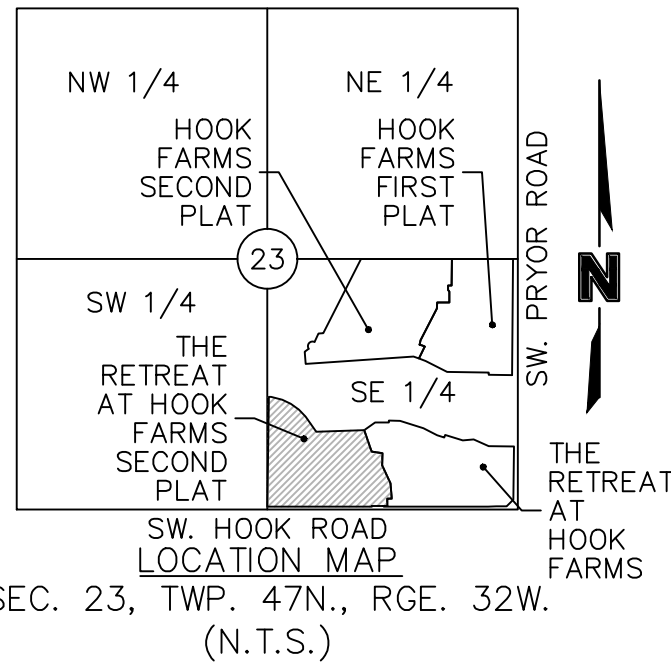 NW 1/4
NE 1/4
HOOK
FARMS
SECOND
PLAT
HOOK
FARMS
FIRST
PLAT
SW. PRYOR ROAD
N
23
SW 1/4
SE 1/4
THE
RETREAT
AT HOOK
FARMS
SECOND
PLAT
THE
RETREAT
AT
HOOK
FARMS
SW. HOOK ROAD
LOCATION MAP
SEC. 23, TWP. 47N., RGE. 32W.
(N.T.S.)